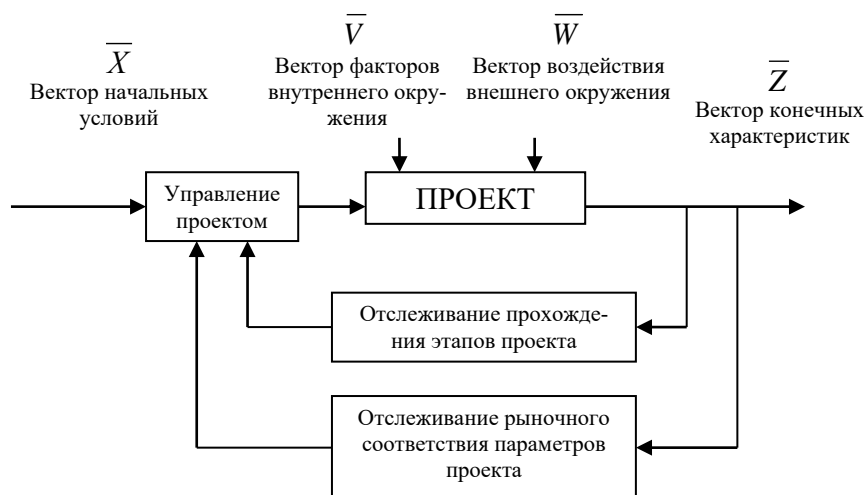 X̅
Вектор начальных
условий
V̅
Вектор факторов
внутреннего окру-
жения
W̅
Вектор воздействия
внешнего окружения
Z̅
Вектор конечных
характеристик
Управление
проектом
ПРОЕКТ
Отслеживание прохожде-
ния этапов проекта
Отслеживание рыночного
соответствия параметров
проекта